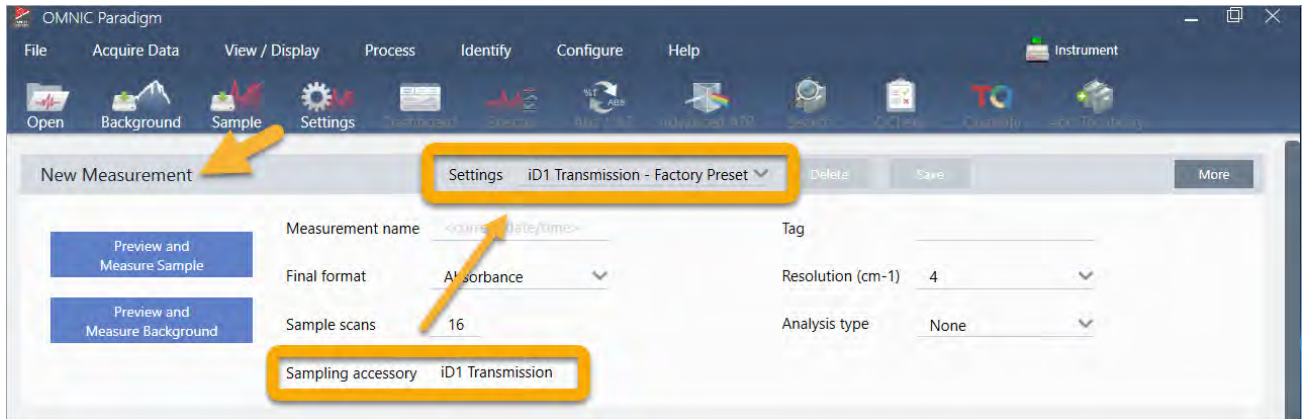 OMNIC Paradigm
File Acquire Data View / Display Process Identify Configure Help Instrument
%T ABS TQ
Open Background Sample Settings
New Measurement Settings iD1 Transmission - Factory Preset Delete Save More
Measurement name Tag
Preview and
Measure Sample
Final format Absorbance Resolution (cm-1) 4
Preview and
Measure Background
Sample scans 16 Analysis type None
Sampling accessory iD1 Transmission